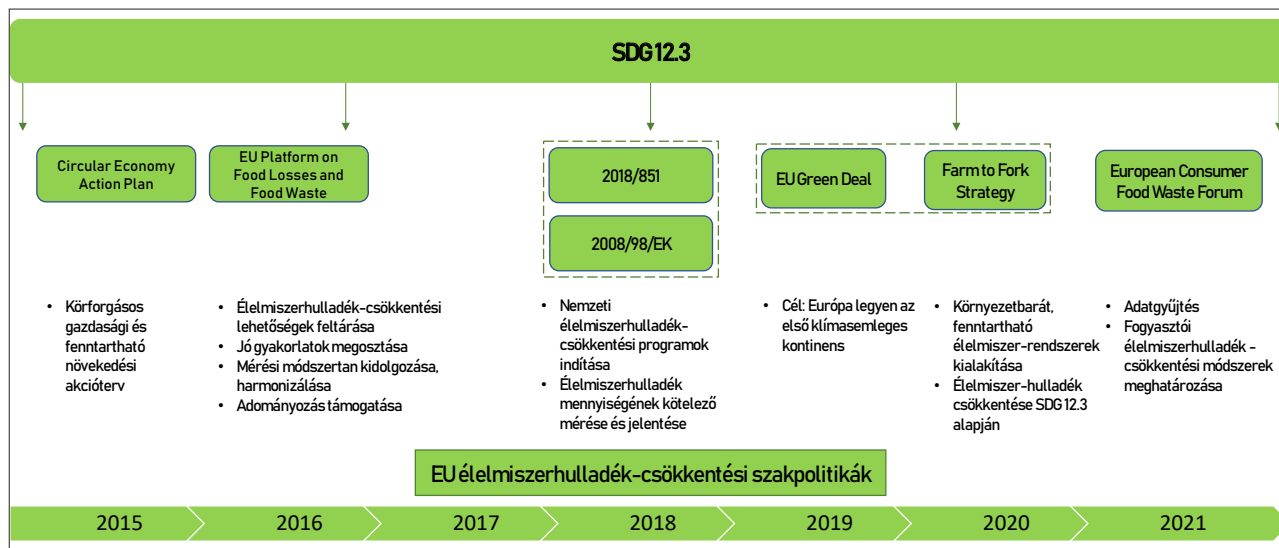 SDG 12.3
Circular Economy
Action Plan
EU Platform on
Food Losses and
Food Waste
2018/851
2008/98/EK
EU Green Deal
Farm to Fork
Strategy
European Consumer
Food Waste Forum
• Körforgásos
gazdasági és
fenntartható
növekedési
akcióterv
• Élelmiszerhulladék-csökkentési
lehetőségek feltárása
• Jó gyakorlatok megosztása
• Mérési módszertan kidolgozása,
harmonizálása
• Adományozás támogatása
• Nemzeti
élelmiszerhulladék-
csökkentési programok
indítása
• Élelmiszerhulladék
mennyiségének kötelező
mérése és jelentése
• Cél: Európa legyen az
első klímasemleges
kontinens
• Környezetbarát,
fenntartható
élelmiszer-rendszerek
kialakítása
• Élelmiszer-hulladék
csökkentése SDG 12.3
alapján
• Adatgyűjtés
• Fogyasztói
élelmiszerhulladék -
csökkentési módszerek
meghatározása
EU élelmiszerhulladék-csökkentési szakpolitikák
2015
2016
2017
2018
2019
2020
2021